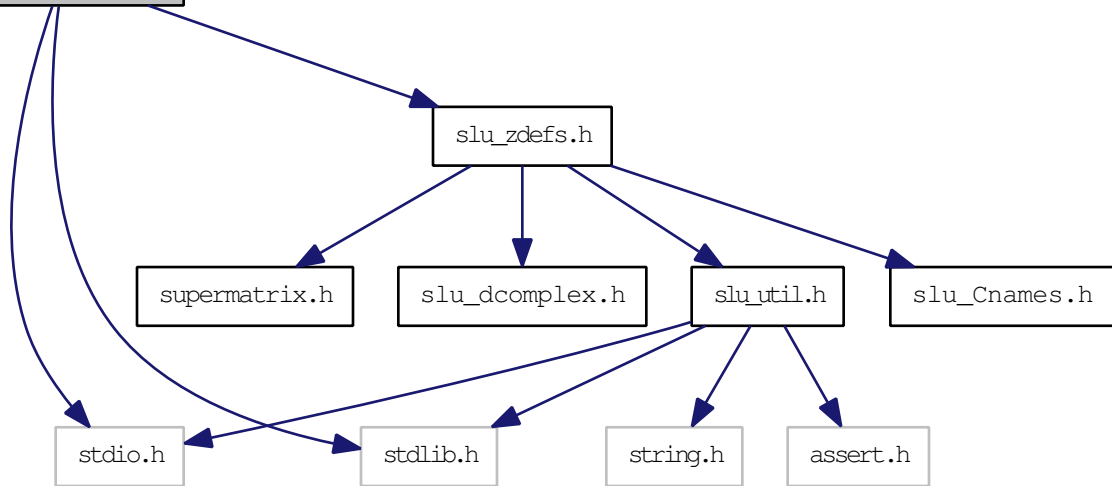 slu_zdefs.h
supermatrix.h
slu_dcomplex.h
slu_util.h
slu_Cnames.h
stdio.h
stdlib.h
string.h
assert.h